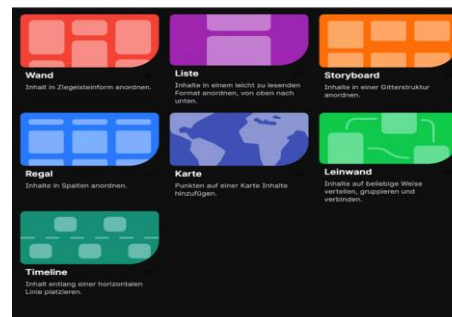 Wand
Inhalt in Ziegelsteinform anordnen.
Liste
Inhalte in einem leicht zu lesenden
Format anordnen, von oben nach
unten.
Storyboard
Inhalte in einer Gitterstruktur
anordnen.
Regal
Inhalte in Spalten anordnen.
Karte
Punkten auf einer Karte Inhalte
hinzufügen.
Leinwand
Inhalte auf beliebige Weise
verteilen, gruppieren und
verbinden.
Timeline
Inhalt entlang einer horizontalen
Linie platzieren.